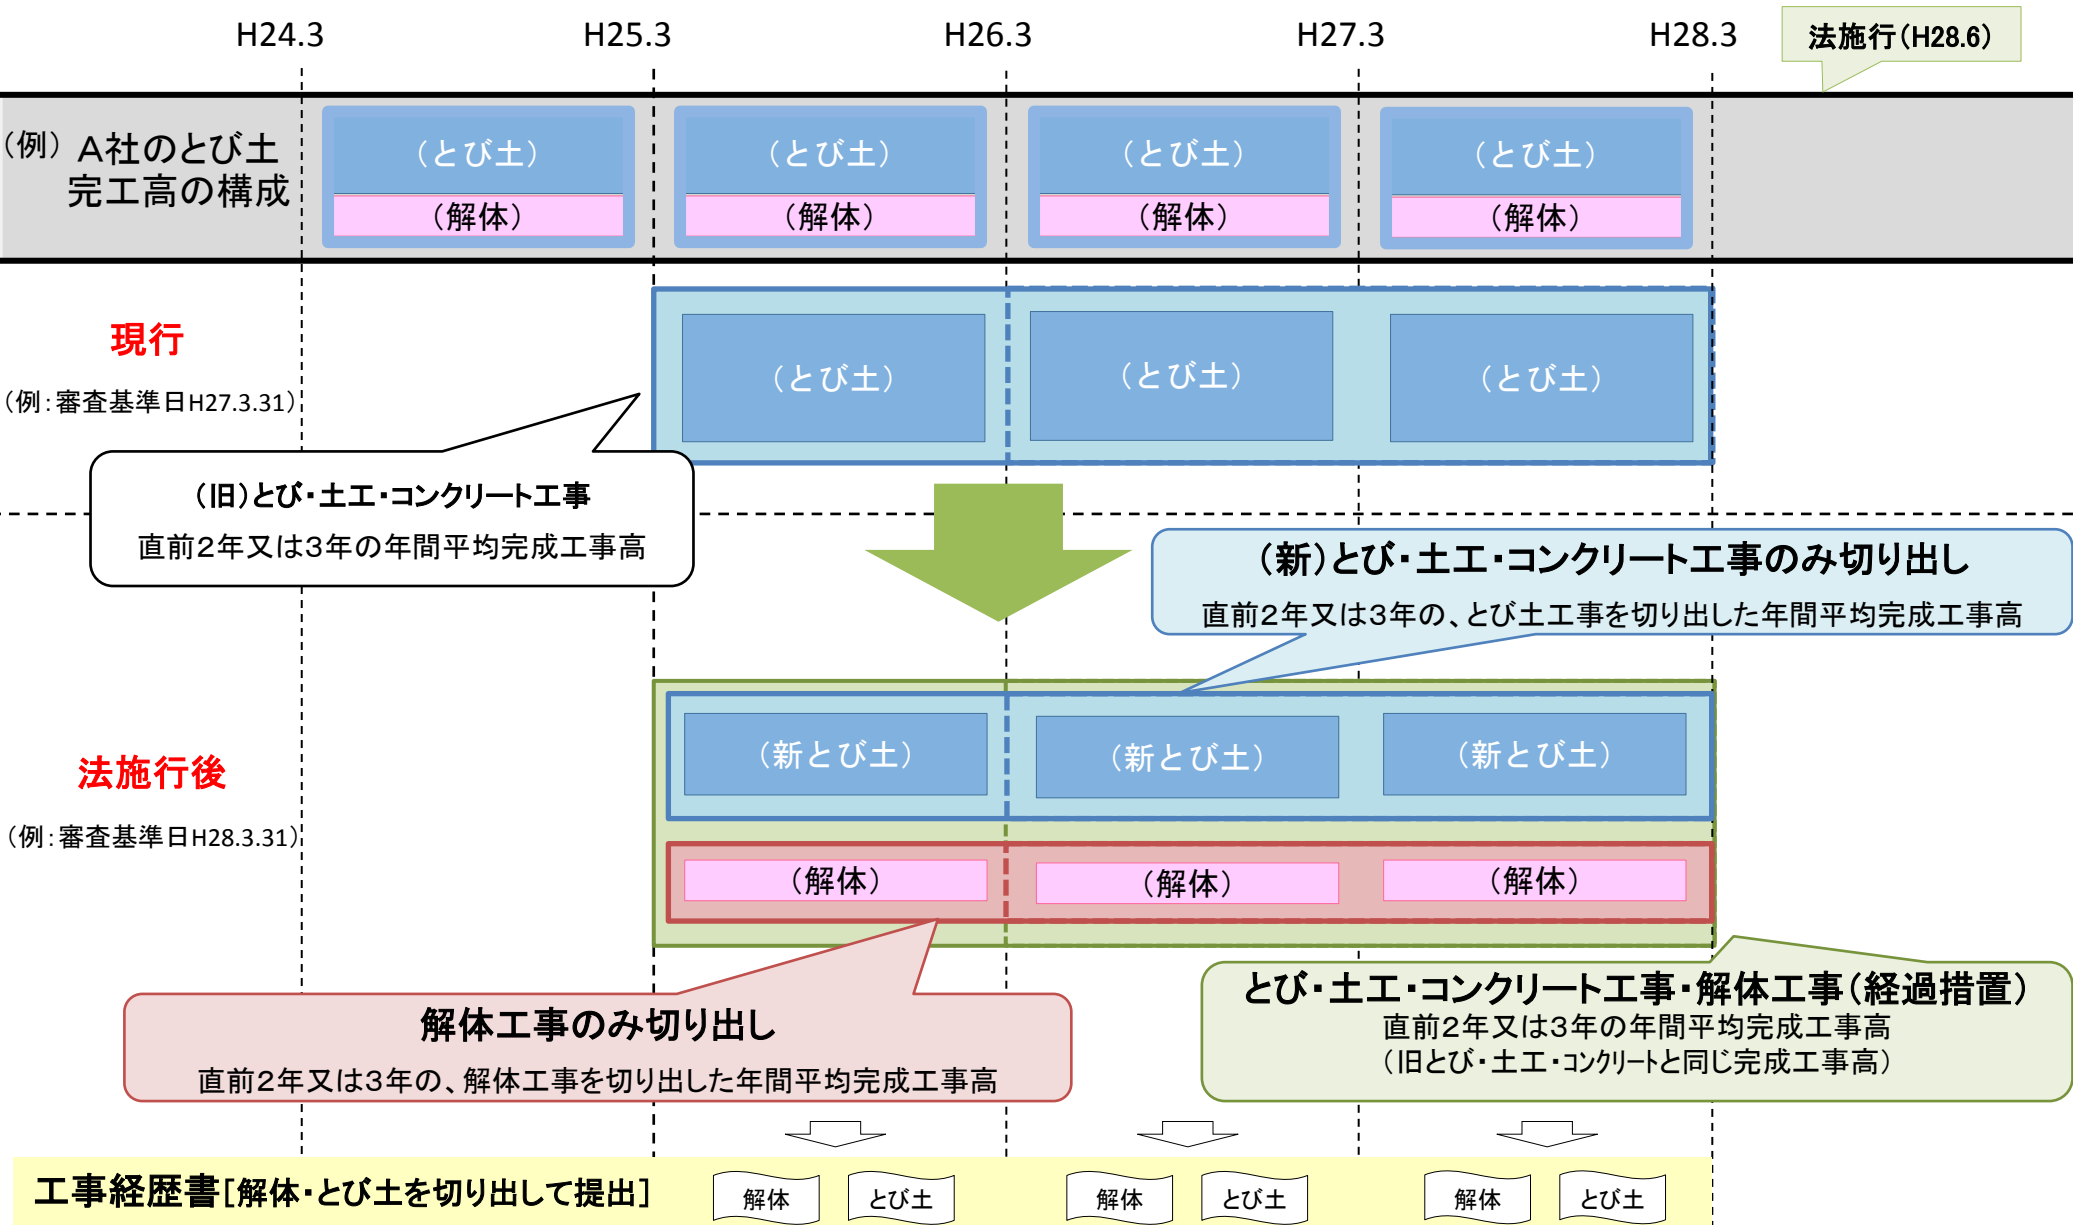 H24.3
H25.3
H26.3
H27.3
H28.3
法施行(H28.6)
(例) A社のとび土
完工高の構成
(とび土)
(解体)
(とび土)
(解体)
(とび土)
(解体)
(とび土)
(解体)
現行
(例:審査基準日H27.3.31)
(とび土)
(とび土)
(とび土)
(旧)とび・土工・コンクリート工事
直前2年又は3年の年間平均完成工事高
(新)とび・土工・コンクリート工事のみ切り出し
直前2年又は3年の、とび土工事を切り出した年間平均完成工事高
法施行後
(例:審査基準日H28.3.31)
(新とび土)
(新とび土)
(新とび土)
(解体)
(解体)
(解体)
解体工事のみ切り出し
直前2年又は3年の、解体工事を切り出した年間平均完成工事高
とび・土工・コンクリート工事・解体工事(経過措置)
直前2年又は3年の年間平均完成工事高
(旧とび・土工・コンクリートと同じ完成工事高)
工事経歴書[解体・とび土を切り出して提出]
解体
とび土
解体
とび土
解体
とび土